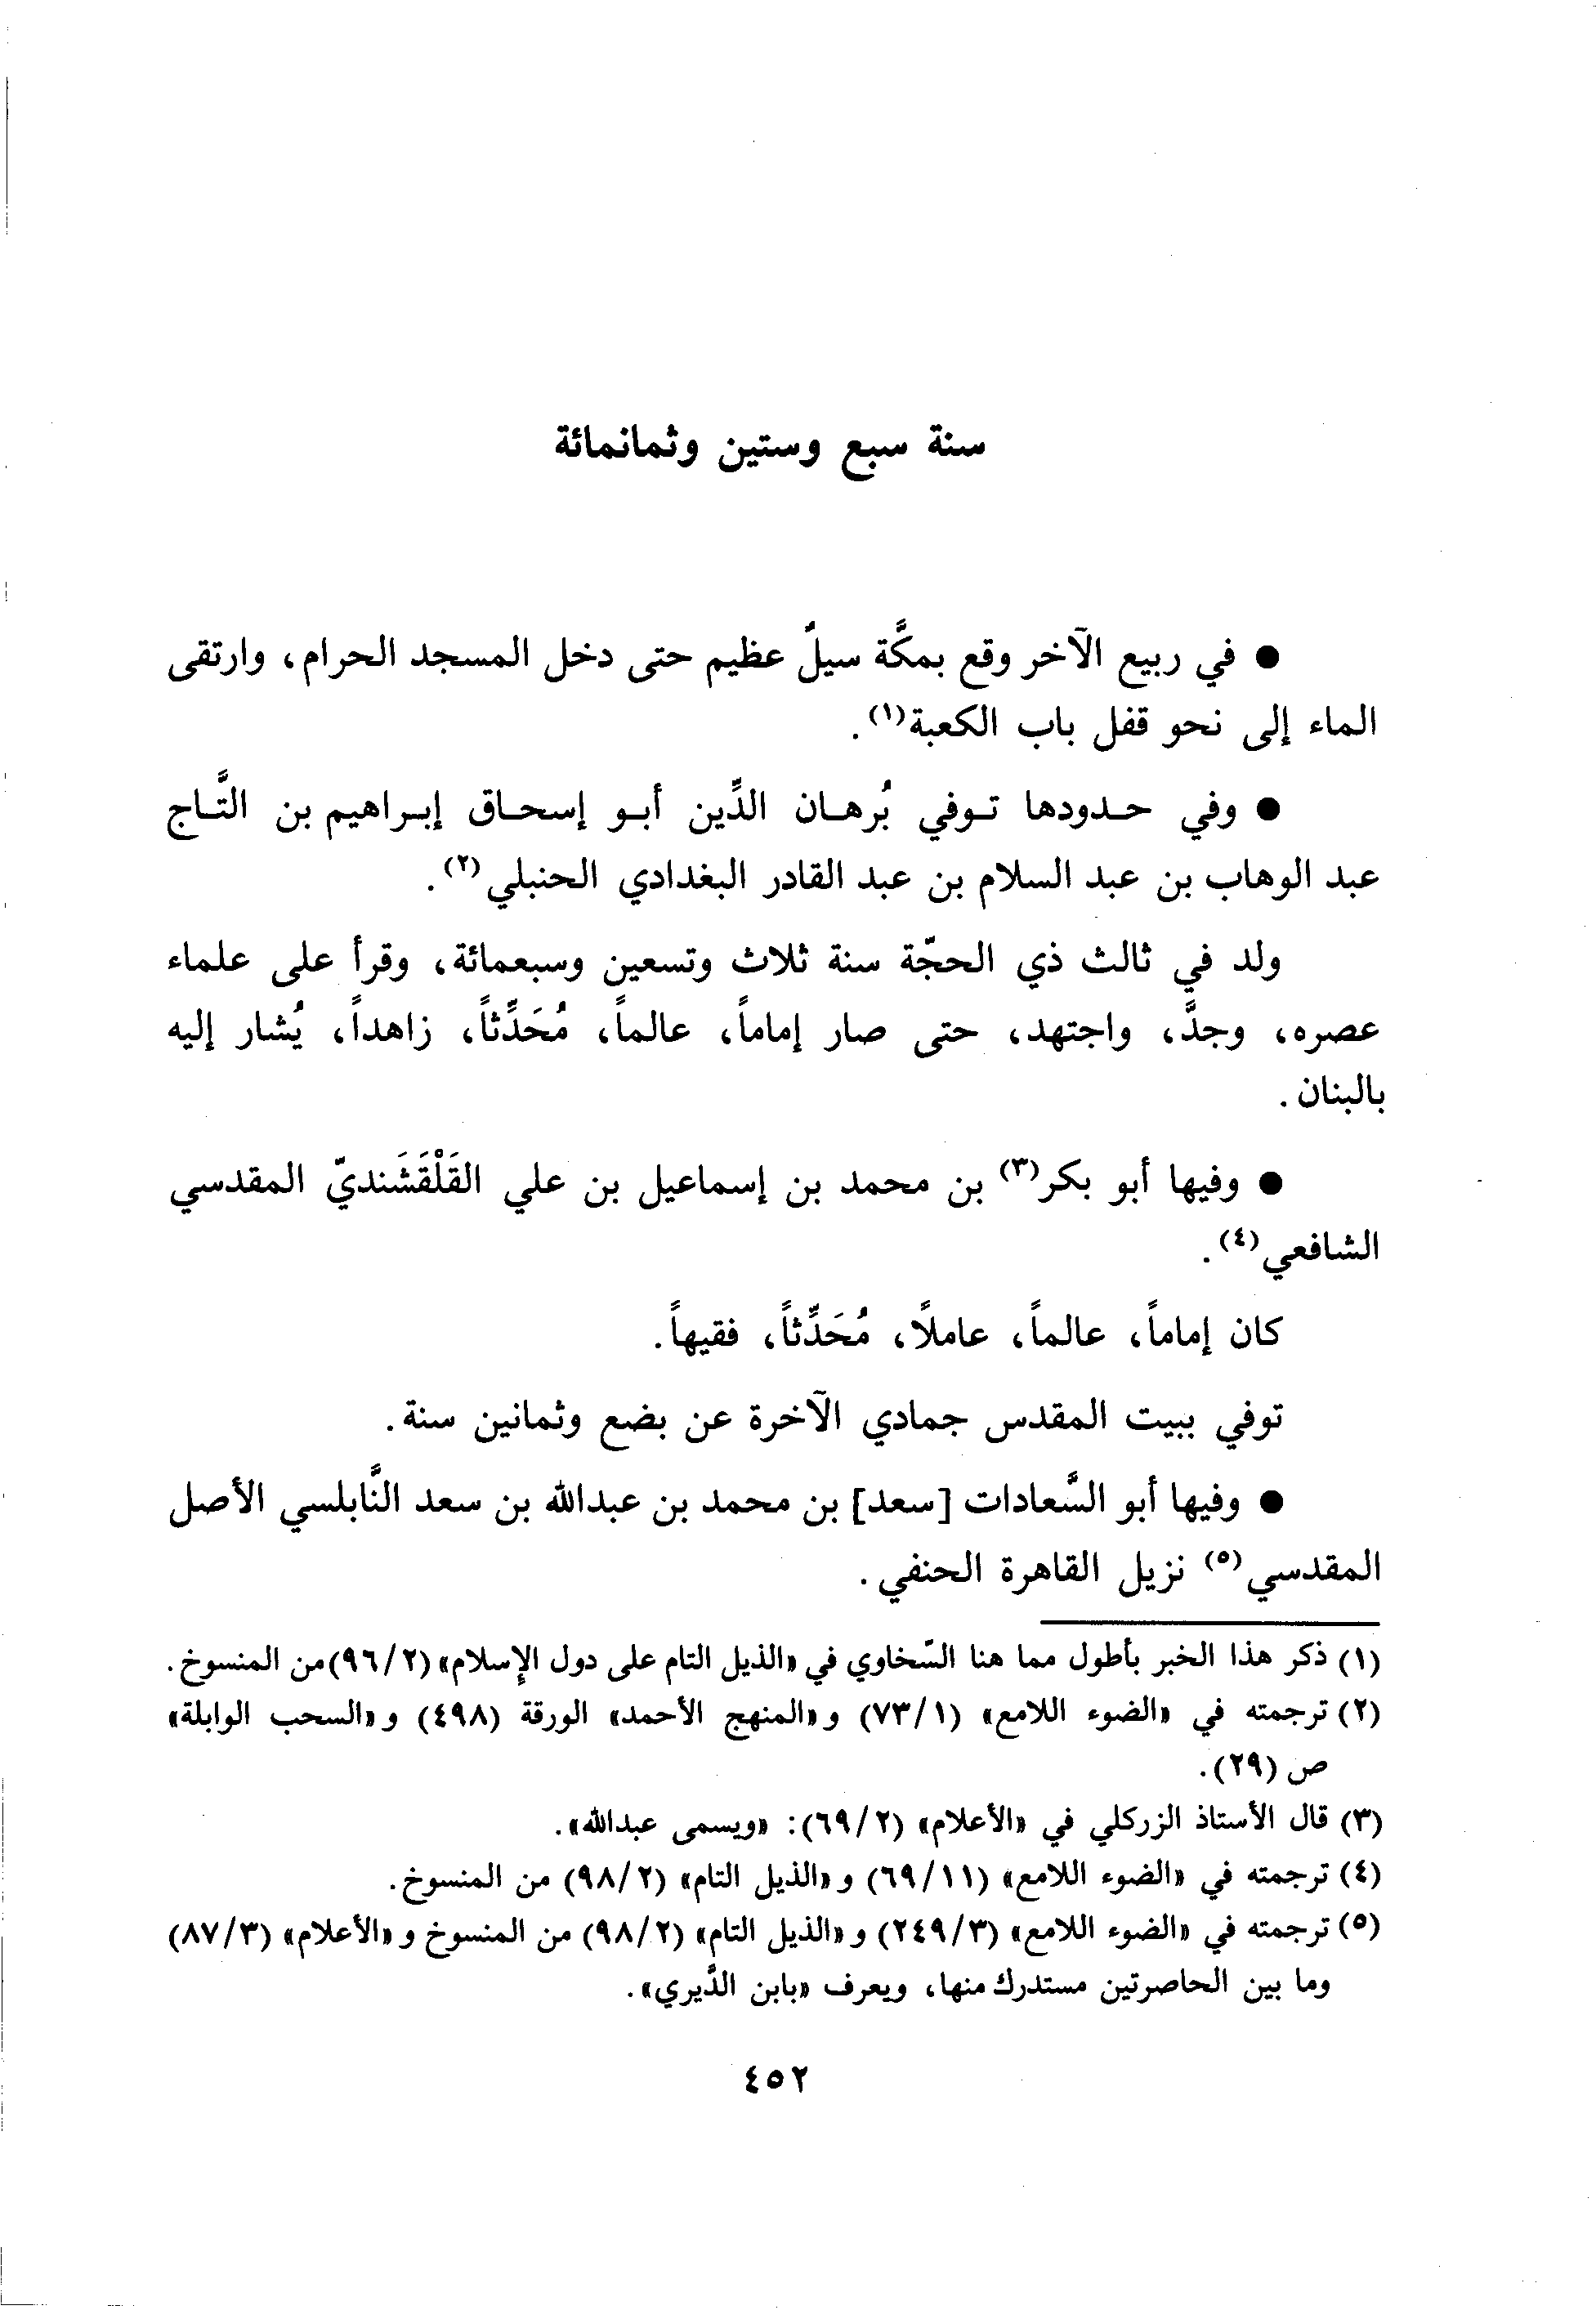 سنة سبع وستين وثمانمائة
● في ربيع الآخر وقع بمكَّة سيلٌ عظيم حتى دخل المسجد الحرام، وارتقى
الماء إلى نحو قفل باب الكعبة(١).
● وفي حـدودها تـوفي بُرهـان الدِّين أبـو إسحـاق إبـراهيم بن التَّـاج
عبد الوهاب بن عبد السلام بن عبد القادر البغدادي الحنبلي(٢).
ولد في ثالث ذي الحجّة سنة ثلاث وتسعين وسبعمائة، وقرأ على علماء
عصره، وجدَّ، واجتهد، حتى صار إماماً، عالماً، مُحَدِّثاً، زاهداً، يُشار إليه
بالبنان.
● وفيها أبو بكر(٣) بن محمد بن إسماعيل بن علي القَلْقَشَنديّ المقدسي
الشافعي(٤).
كان إماماً، عالماً، عاملاً، مُحَدِّثاً، فقيهاً.
توفي ببيت المقدس جمادي الآخرة عن بضع وثمانين سنة.
● وفيها أبو السَّعادات [سعد] بن محمد بن عبدالله بن سعد النَّابلسي الأصل
المقدسي(٥) نزيل القاهرة الحنفي.
(١) ذكر هذا الخبر بأطول مما هنا السّخاوي في «الذيل التام على دول الإسلام» (٩٦/٢) من المنسوخ.
(٢) ترجمته في «الضوء اللامع» (٧٣/١) و«المنهج الأحمد» الورقة (٤٩٨) و«السحب الوابلة»
ص (٢٩).
(٣) قال الأستاذ الزركلي في «الأعلام» (٦٩/٢): «ويسمى عبدالله».
(٤) ترجمته في «الضوء اللامع» (٦٩/١١) و«الذيل التام» (٩٨/٢) من المنسوخ.
(٥) ترجمته في «الضوء اللامع» (٢٤٩/٣) و«الذيل التام» (٩٨/٢) من المنسوخ و«الأعلام» (٨٧/٣)
وما بين الحاصرتين مستدرك منها، ويعرف «بابن الدَّيري».
٤٥٢